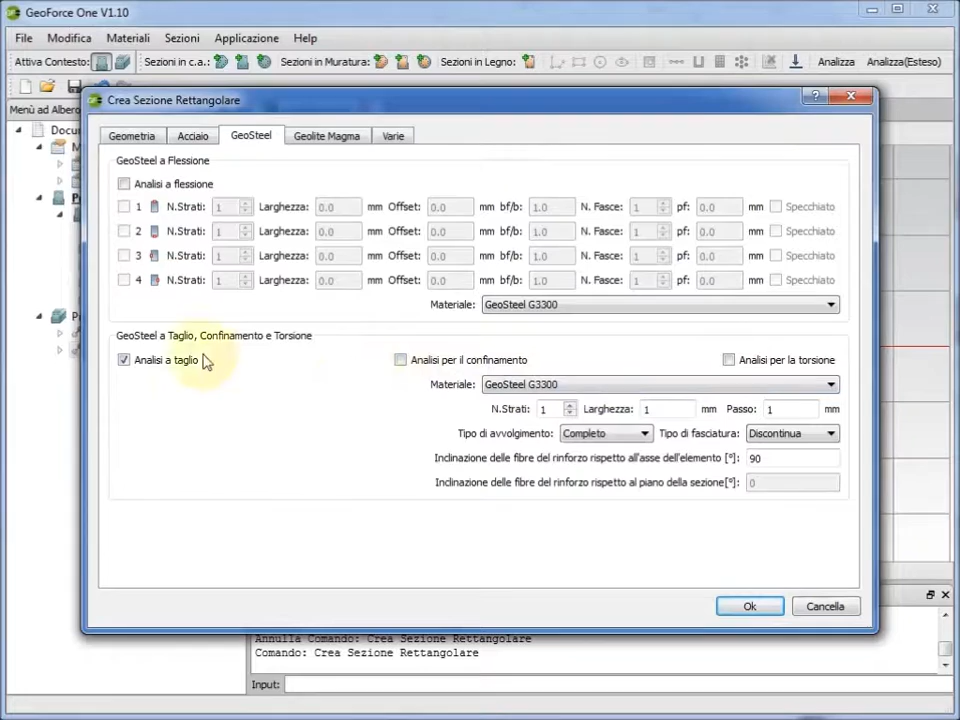 GeoForce One V1.10
File Modifica Materiali Sezioni Applicazione Help
Attiva Contesto: Sezioni in c.a.: Sezioni in Muratura: Sezioni in Legno: Analizza Analizza(Esteso)
Menù ad Albero
Crea Sezione Rettangolare
Geometria Acciaio GeoSteel Geolite Magma Varie
GeoSteel a Flessione
Analisi a flessione
1 N.Strati: 1 Larghezza: 0.0 mm Offset: 0.0 mm bf/b: 1.0 N. Fasce: 1 pf: 0.0 mm Specchiato
2 N.Strati: 1 Larghezza: 0.0 mm Offset: 0.0 mm bf/b: 1.0 N. Fasce: 1 pf: 0.0 mm Specchiato
3 N.Strati: 1 Larghezza: 0.0 mm Offset: 0.0 mm bf/b: 1.0 N. Fasce: 1 pf: 0.0 mm Specchiato
4 N.Strati: 1 Larghezza: 0.0 mm Offset: 0.0 mm bf/b: 1.0 N. Fasce: 1 pf: 0.0 mm Specchiato
Materiale: GeoSteel G3300
GeoSteel a Taglio, Confinamento e Torsione
Analisi a taglio Analisi per il confinamento Analisi per la torsione
Materiale: GeoSteel G3300
N.Strati: 1 Larghezza: 1 mm Passo: 1 mm
Tipo di avvolgimento: Completo Tipo di fasciatura: Discontinua
Inclinazione delle fibre del rinforzo rispetto all'asse dell'elemento [°]: 90
Inclinazione delle fibre del rinforzo rispetto al piano della sezione[°]: 0
Ok Cancella
Annulla Comando: Crea Sezione Rettangolare
Comando: Crea Sezione Rettangolare
Input: